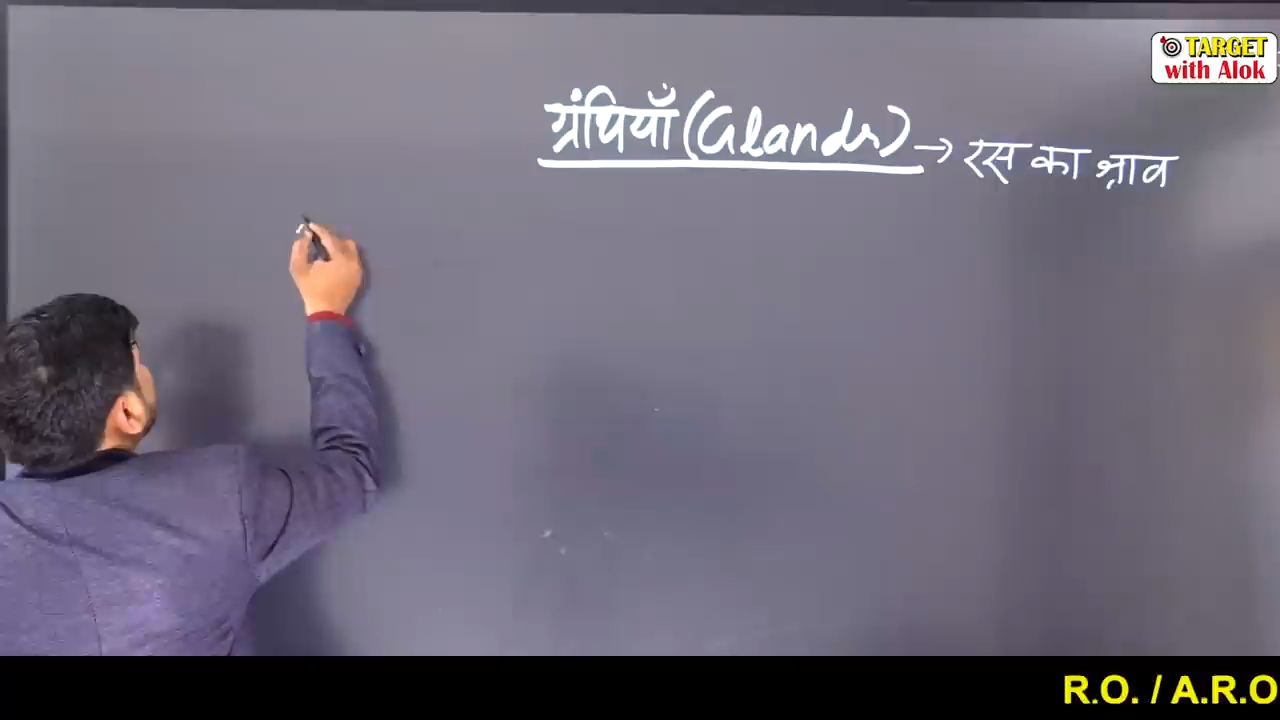 TARGET
with Alok
ग्रंथियाँ (Glands) → रस का श्राव
R.O. / A.R.O